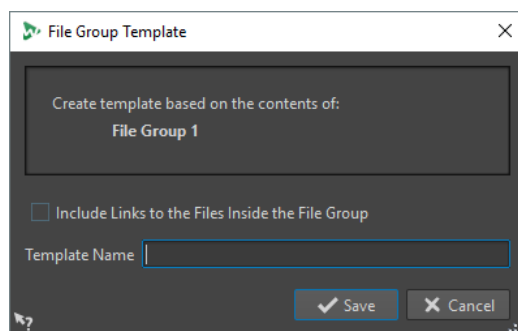 File Group Template
Create template based on the contents of:
File Group 1
Include Links to the Files Inside the File Group
Template Name
Save Cancel